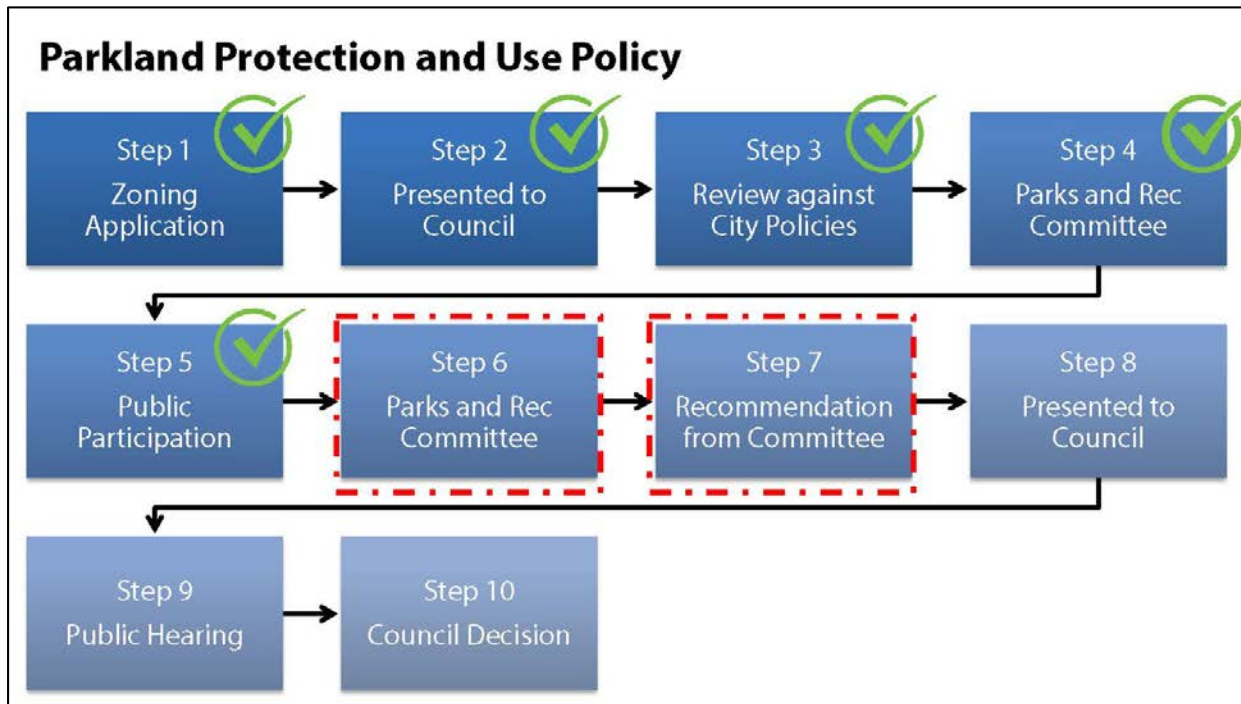 Parkland Protection and Use Policy
Step 1
Zoning
Application
Step 2
Presented to
Council
Step 3
Review against
City Policies
Step 4
Parks and Rec
Committee
Step 5
Public
Participation
Step 6
Parks and Rec
Committee
Step 7
Recommendation
from Committee
Step 8
Presented to
Council
Step 9
Public Hearing
Step 10
Council Decision